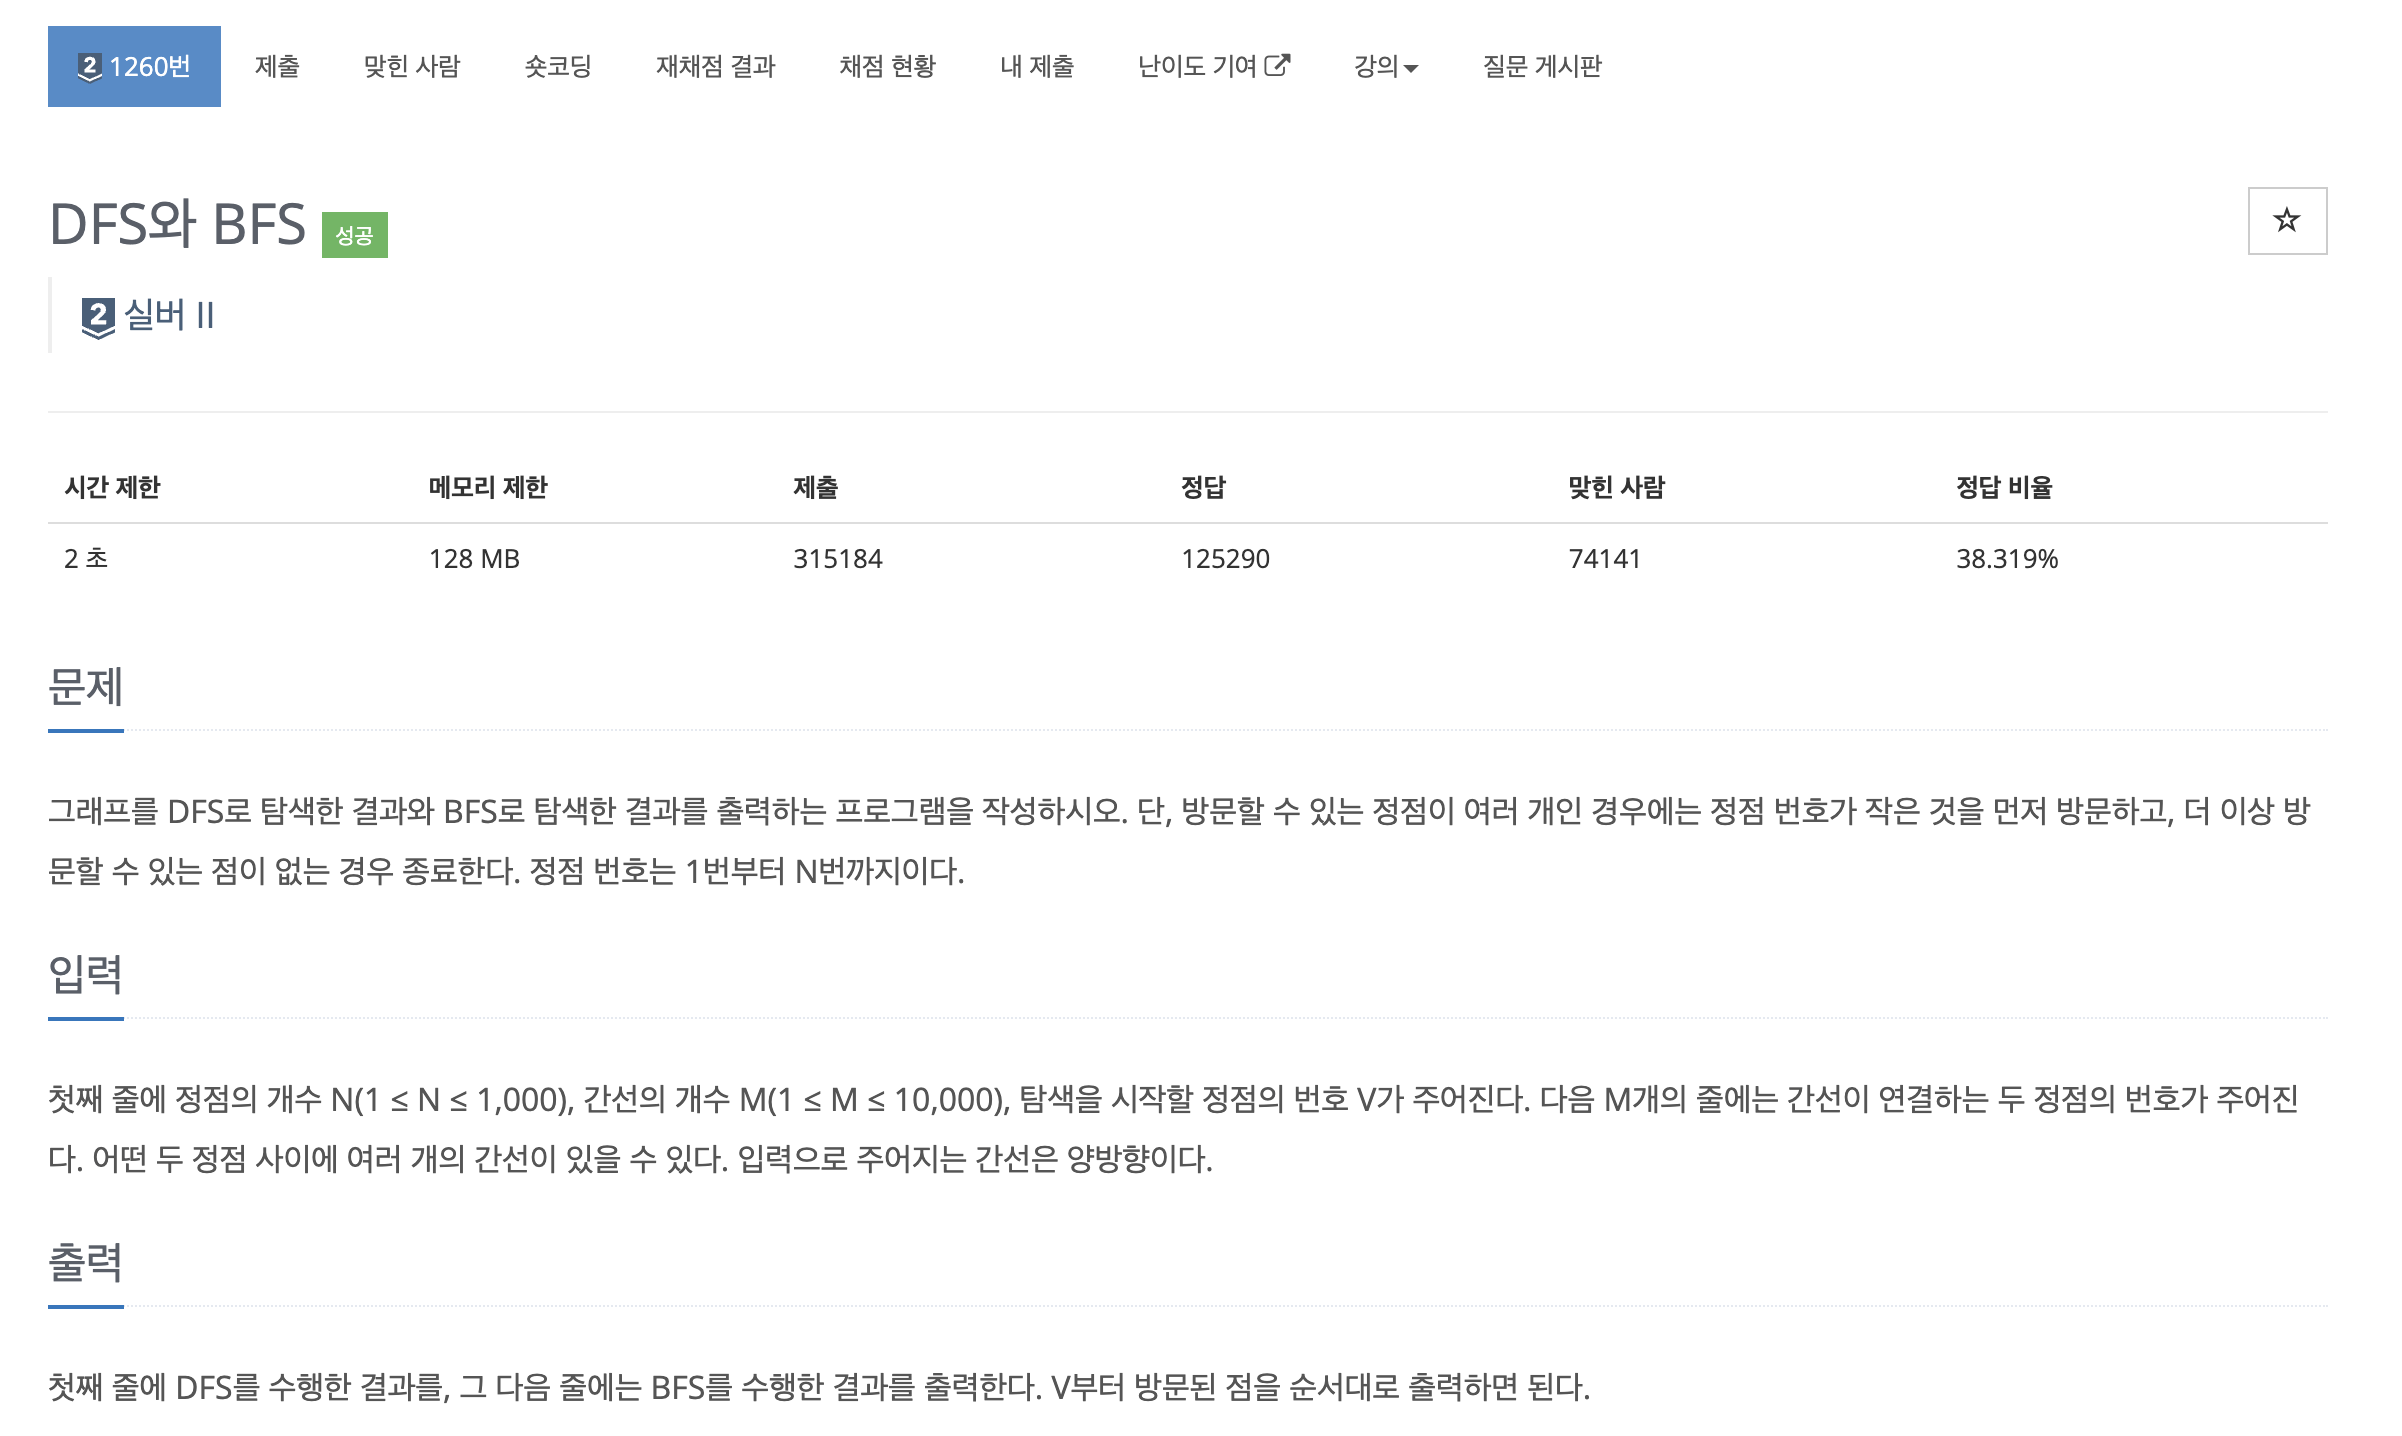 2 1260번 제출 맞힌 사람 숏코딩 재채점 결과 채점 현황 내 제출 난이도 기여 강의 질문 게시판
DFS와 BFS 성공
2 실버 II
시간 제한 메모리 제한 제출 정답 맞힌 사람 정답 비율
2 초 128 MB 315184 125290 74141 38.319%
문제
그래프를 DFS로 탐색한 결과와 BFS로 탐색한 결과를 출력하는 프로그램을 작성하시오. 단, 방문할 수 있는 정점이 여러 개인 경우에는 정점 번호가 작은 것을 먼저 방문하고, 더 이상 방
문할 수 있는 점이 없는 경우 종료한다. 정점 번호는 1번부터 N번까지이다.
입력
첫째 줄에 정점의 개수 N(1 ≤ N ≤ 1,000), 간선의 개수 M(1 ≤ M ≤ 10,000), 탐색을 시작할 정점의 번호 V가 주어진다. 다음 M개의 줄에는 간선이 연결하는 두 정점의 번호가 주어진
다. 어떤 두 정점 사이에 여러 개의 간선이 있을 수 있다. 입력으로 주어지는 간선은 양방향이다.
출력
첫째 줄에 DFS를 수행한 결과를, 그 다음 줄에는 BFS를 수행한 결과를 출력한다. V부터 방문된 점을 순서대로 출력하면 된다.